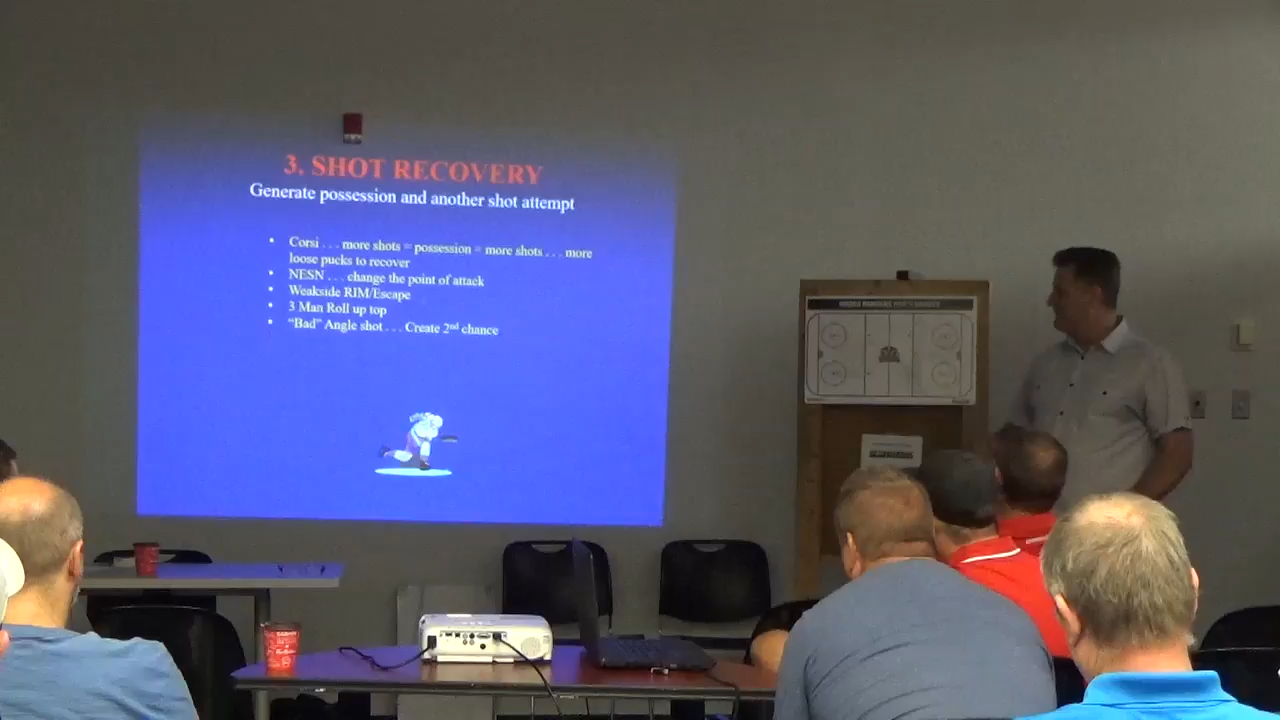 3. SHOT RECOVERY
Generate possession and another shot attempt
• Corsi . . . more shots = possession = more shots . . . more
loose pucks to recover
• NESN . . . change the point of attack
• Weakside RIM/Escape
• 3 Man Roll up top
• “Bad” Angle shot . . . Create 2nd chance